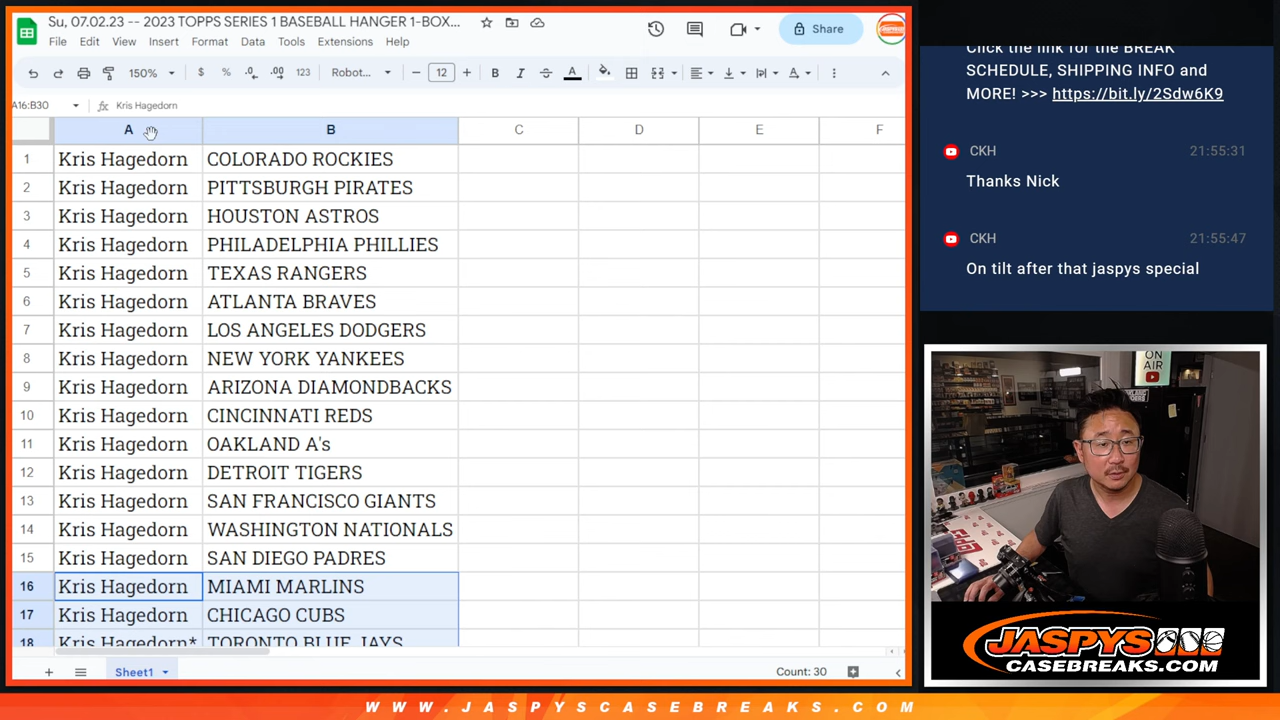 Su, 07.02.23 -- 2023 TOPPS SERIES 1 BASEBALL HANGER 1-BOX...
Share
File Edit View Insert Format Data Tools Extensions Help
150% $ % .0 .00 123 Robot... - 12 + B I A
A16:B30 fx Kris Hagedorn
A B C D E F
1 Kris Hagedorn COLORADO ROCKIES
2 Kris Hagedorn PITTSBURGH PIRATES
3 Kris Hagedorn HOUSTON ASTROS
4 Kris Hagedorn PHILADELPHIA PHILLIES
5 Kris Hagedorn TEXAS RANGERS
6 Kris Hagedorn ATLANTA BRAVES
7 Kris Hagedorn LOS ANGELES DODGERS
8 Kris Hagedorn NEW YORK YANKEES
9 Kris Hagedorn ARIZONA DIAMONDBACKS
10 Kris Hagedorn CINCINNATI REDS
11 Kris Hagedorn OAKLAND A's
12 Kris Hagedorn DETROIT TIGERS
13 Kris Hagedorn SAN FRANCISCO GIANTS
14 Kris Hagedorn WASHINGTON NATIONALS
15 Kris Hagedorn SAN DIEGO PADRES
16 Kris Hagedorn MIAMI MARLINS
17 Kris Hagedorn CHICAGO CUBS
18 Kris Hagedorn* TORONTO BLUE JAYS
Sheet1 Count: 30
Click the link for the BREAK
SCHEDULE, SHIPPING INFO and
MORE! >>> https://bit.ly/2Sdw6K9
CKH 21:55:31
Thanks Nick
CKH 21:55:47
On tilt after that jaspys special
ON
AIR
JASPYS
CASEBREAKS.COM
WWW.JASPYSCASEBREAKS.COM